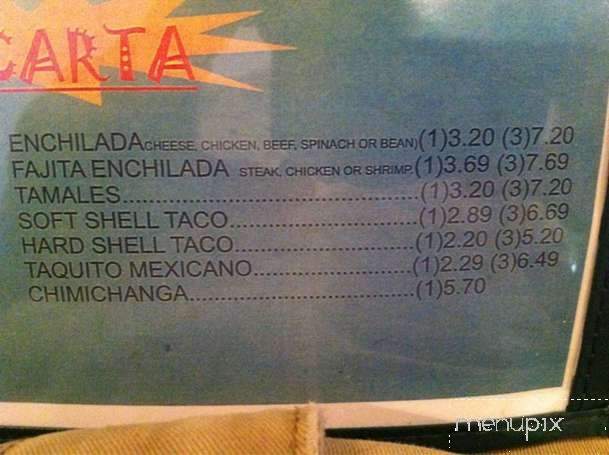 CARTA
ENCHILADA(CHEESE, CHICKEN, BEEF, SPINACH OR BEAN)(1)3.20 (3)7.20
FAJITA ENCHILADA STEAK, CHICKEN OR SHRIMP.(1)3.69 (3)7.69
TAMALES................................................(1)3.20 (3)7.20
SOFT SHELL TACO..............................(1)2.89 (3)6.69
HARD SHELL TACO.............................(1)2.20 (3)5.20
TAQUITO MEXICANO.........................(1)2.29 (3)6.49
CHIMICHANGA....................................(1)5.70
menupix